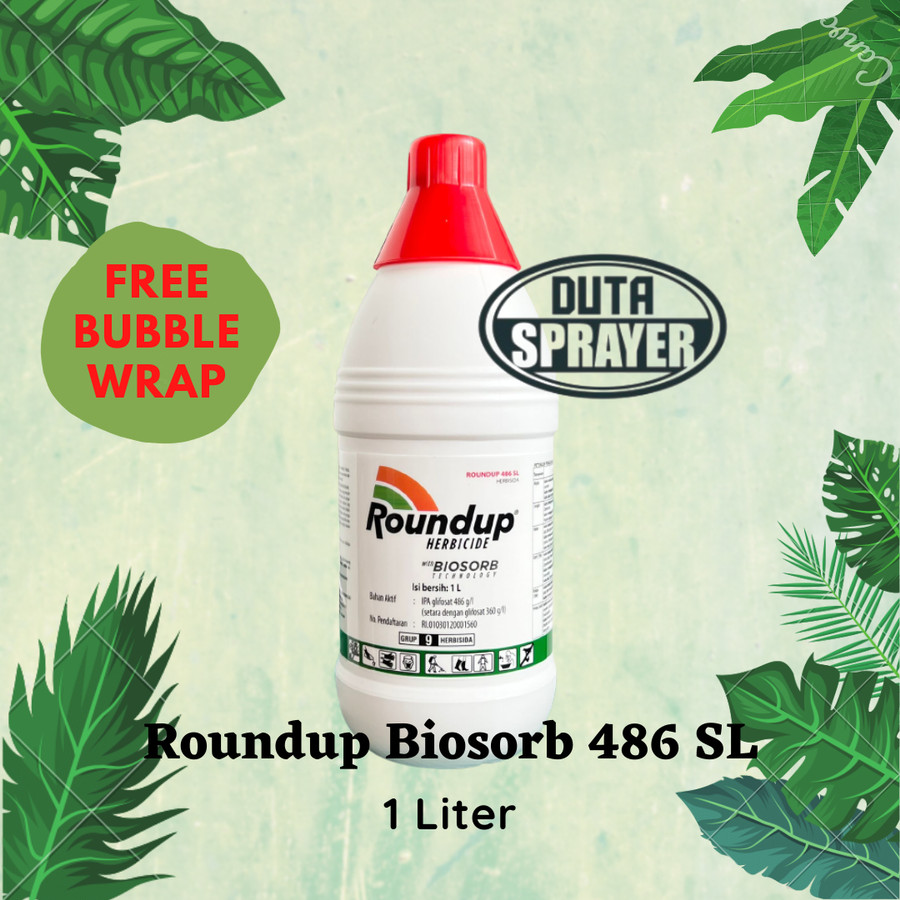 Canva
FREE
BUBBLE
WRAP
DUTA
SPRAYER
ROUNDUP 486 SL
HERBISIDA
Roundup®
HERBICIDE
with BIOSORB
TECHNOLOGY
Isi bersih: 1 L
Bahan Aktif : IPA glifosat 486 g/l
(setara dengan glifosat 360 g/l)
No. Pendaftaran : RI.01030120001560
GRUP 9 HERBISIDA
Roundup Biosorb 486 SL
1 Liter